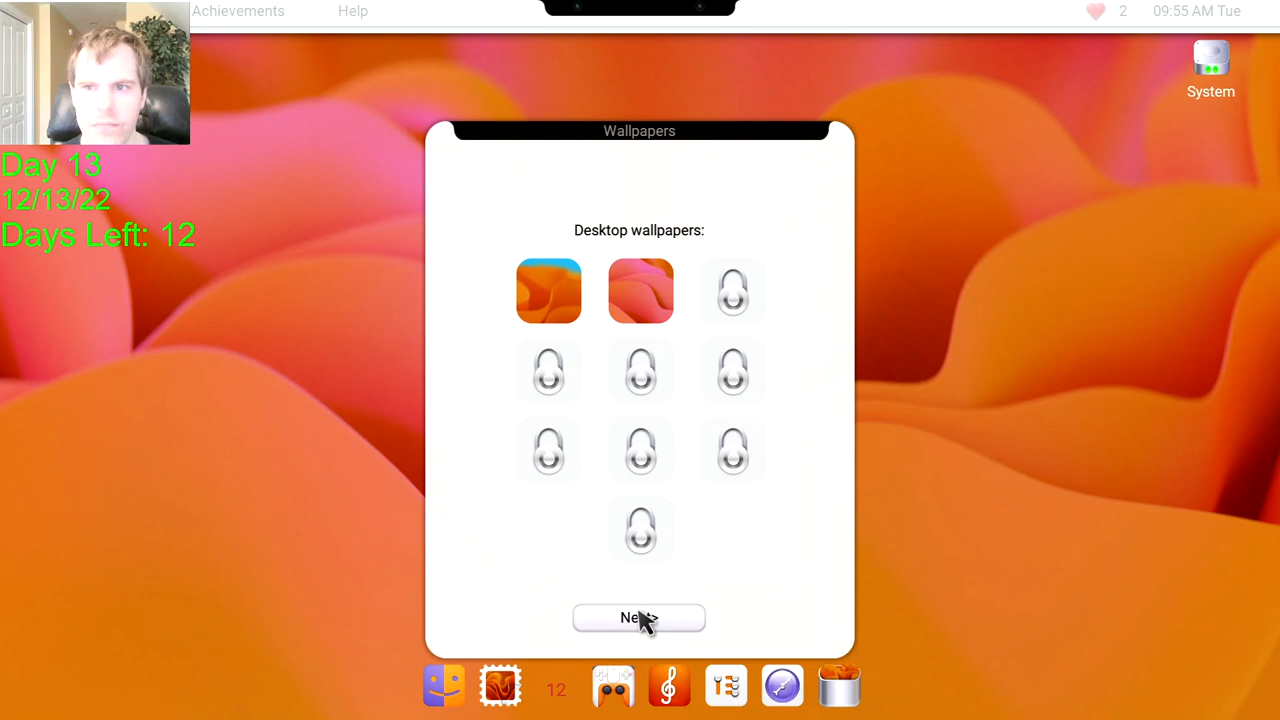 Achievements Help 2 09:55 AM Tue
System
Wallpapers
Day 13
12/13/22
Days Left: 12
Desktop wallpapers:
12